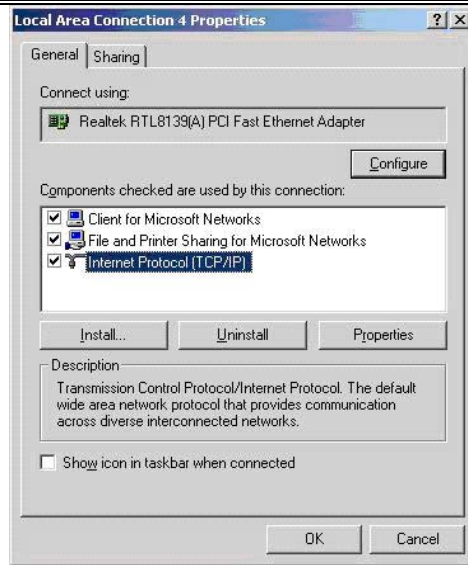 Local Area Connection 4 Properties
General Sharing
Connect using:
Realtek RTL8139(A) PCI Fast Ethernet Adapter
Configure
Components checked are used by this connection:
Client for Microsoft Networks
File and Printer Sharing for Microsoft Networks
Internet Protocol (TCP/IP)
Install... Uninstall Properties
Description
Transmission Control Protocol/Internet Protocol. The default
wide area network protocol that provides communication
across diverse interconnected networks.
Show icon in taskbar when connected
OK Cancel